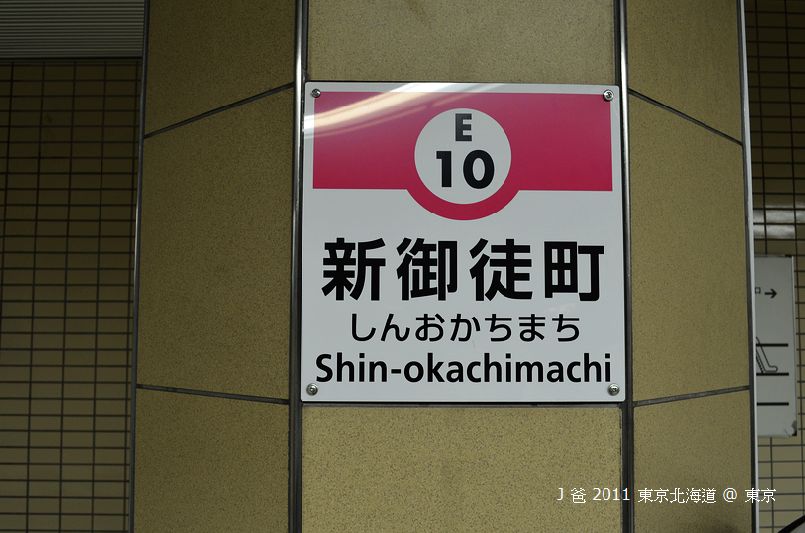 E
10
新御徒町
しんおかちまち
Shin-okachimachi
J 爸 2011 東京北海道 @ 東京